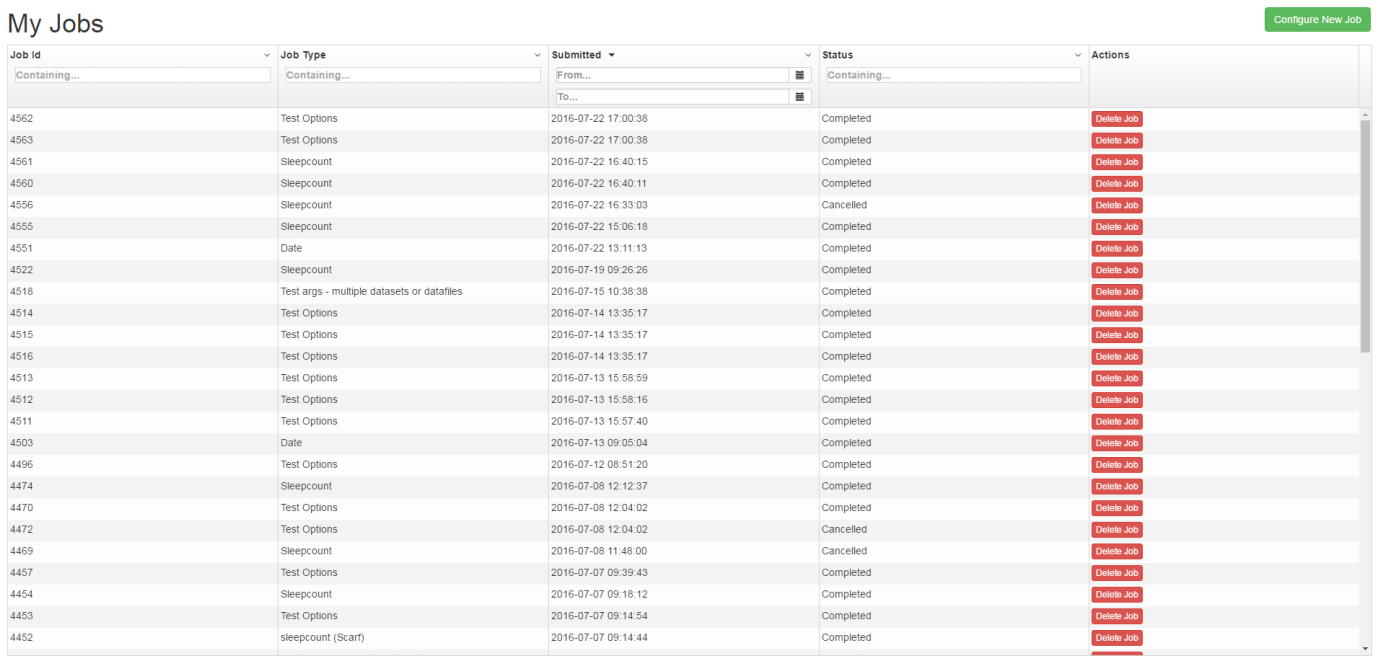 My Jobs
Configure New Job
Job Id Job Type Submitted Status Actions
Containing... Containing... From... Containing...
To...
4562 Test Options 2016-07-22 17:00:38 Completed Delete Job
4563 Test Options 2016-07-22 17:00:38 Completed Delete Job
4561 Sleepcount 2016-07-22 16:40:15 Completed Delete Job
4560 Sleepcount 2016-07-22 16:40:11 Completed Delete Job
4556 Sleepcount 2016-07-22 16:33:03 Cancelled Delete Job
4555 Sleepcount 2016-07-22 15:06:18 Completed Delete Job
4551 Date 2016-07-22 13:11:13 Completed Delete Job
4522 Sleepcount 2016-07-19 09:26:26 Completed Delete Job
4518 Test args - multiple datasets or datafiles 2016-07-15 10:38:38 Completed Delete Job
4514 Test Options 2016-07-14 13:35:17 Completed Delete Job
4515 Test Options 2016-07-14 13:35:17 Completed Delete Job
4516 Test Options 2016-07-14 13:35:17 Completed Delete Job
4513 Test Options 2016-07-13 15:58:59 Completed Delete Job
4512 Test Options 2016-07-13 15:58:16 Completed Delete Job
4511 Test Options 2016-07-13 15:57:40 Completed Delete Job
4503 Date 2016-07-13 09:05:04 Completed Delete Job
4496 Test Options 2016-07-12 08:51:20 Completed Delete Job
4474 Sleepcount 2016-07-08 12:12:37 Completed Delete Job
4470 Test Options 2016-07-08 12:04:02 Completed Delete Job
4472 Test Options 2016-07-08 12:04:02 Cancelled Delete Job
4469 Sleepcount 2016-07-08 11:48:00 Cancelled Delete Job
4457 Test Options 2016-07-07 09:39:43 Completed Delete Job
4454 Sleepcount 2016-07-07 09:18:12 Completed Delete Job
4453 Test Options 2016-07-07 09:14:54 Completed Delete Job
4452 sleepcount (Scarf) 2016-07-07 09:14:44 Completed Delete Job